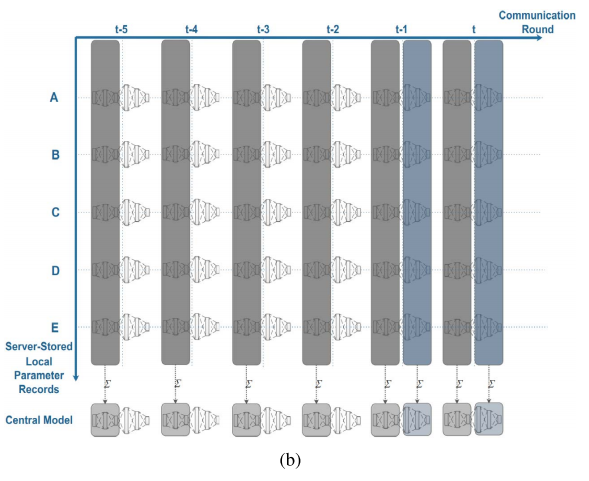 Communication
Round
t-5 t-4 t-3 t-2 t-1 t
A
B
C
D
E
Server-Stored
Local
Parameter
Records
Σ Σ Σ Σ Σ Σ Σ Σ
Central Model
(b)